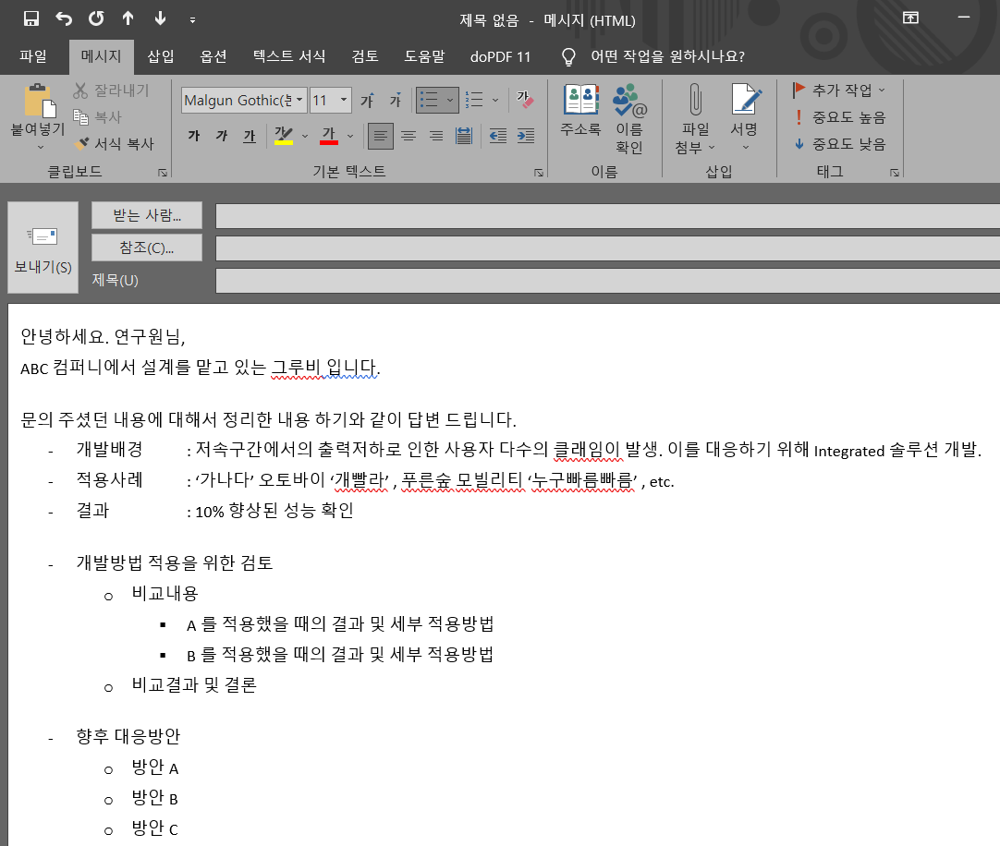 제목 없음 - 메시지 (HTML)
파일 메시지 삽입 옵션 텍스트 서식 검토 도움말 doPDF 11 어떤 작업을 원하시나요?
붙여넣기
잘라내기
복사
서식 복사
클립보드
Malgun Gothic(본 11
가 가 가
가 가 가 가 가
기본 텍스트
주소록
이름 확인
이름
파일 첨부
서명
삽입
추가 작업
중요도 높음
중요도 낮음
태그
보내기(S)
받는 사람...
참조(C)...
제목(U)
안녕하세요. 연구원님,
ABC 컴퍼니에서 설계를 맡고 있는 그루비 입니다.
문의 주셨던 내용에 대해서 정리한 내용 하기와 같이 답변 드립니다.
- 개발배경 : 저속구간에서의 출력저하로 인한 사용자 다수의 클래임이 발생. 이를 대응하기 위해 Integrated 솔루션 개발.
- 적용사례 : ‘가나다’ 오토바이 ‘개빨라’ , 푸른숲 모빌리티 ‘누구빠름빠름’ , etc.
- 결과 : 10% 향상된 성능 확인
- 개발방법 적용을 위한 검토
o 비교내용
▪ A 를 적용했을 때의 결과 및 세부 적용방법
▪ B 를 적용했을 때의 결과 및 세부 적용방법
o 비교결과 및 결론
- 향후 대응방안
o 방안 A
o 방안 B
o 방안 C